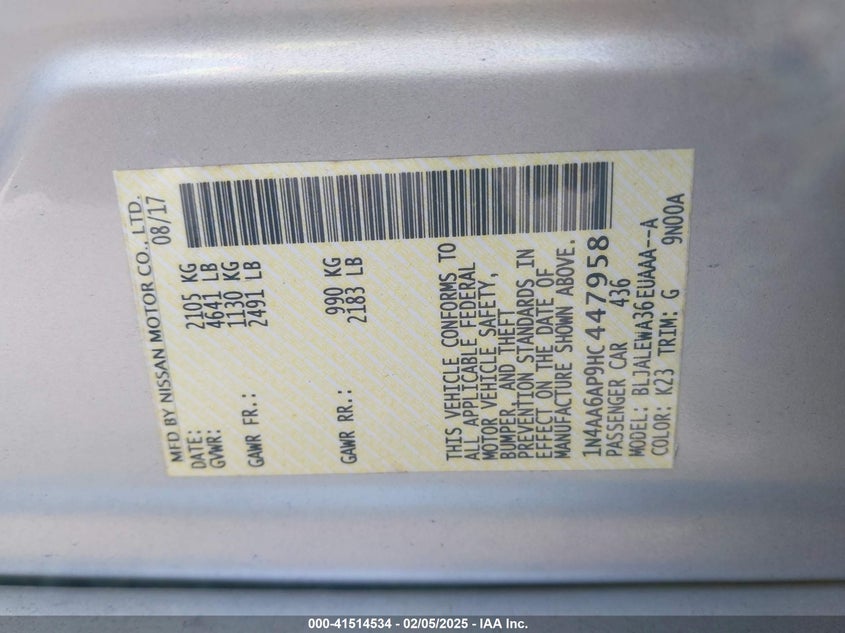 MFD BY NISSAN MOTOR CO., LTD.
DATE: 08/17
GVWR: 2105 KG
4641 LB
GAWR FR.: 1130 KG
2491 LB
GAWR RR.: 990 KG
2183 LB
THIS VEHICLE CONFORMS TO
ALL APPLICABLE FEDERAL
MOTOR VEHICLE SAFETY,
BUMPER, AND THEFT
PREVENTION STANDARDS IN
EFFECT ON THE DATE OF
MANUFACTURE SHOWN ABOVE.
1N4AA6AP9HC447958
PASSENGER CAR 436
MODEL: BLJALEWA36EUAAA--A
COLOR: K23 TRIM: G 9N00A
000-41514534 - 02/05/2025 - IAA Inc.